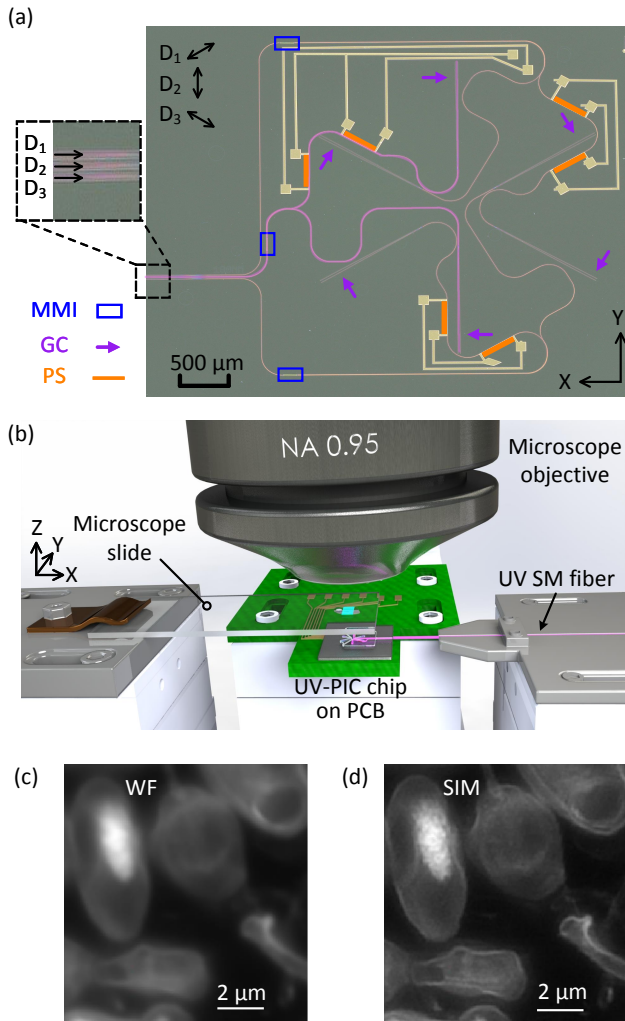 (a)
D₁
D₂
D₃
D₁
D₂
D₃
MMI
GC
PS
500 μm
Y
X
(b)
NA 0.95
Microscope
objective
Z
Y
X
Microscope
slide
UV SM fiber
UV-PIC chip
on PCB
(c)
WF
2 μm
(d)
SIM
2 μm